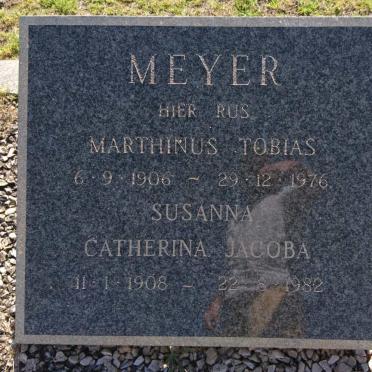 MEYER
HIER RUS
MARTHINUS TOBIAS
6·9·1906 ~ 29·12·1976
SUSANNA
CATHERINA JACOBA
11·1·1908 ~ 22·8·1982